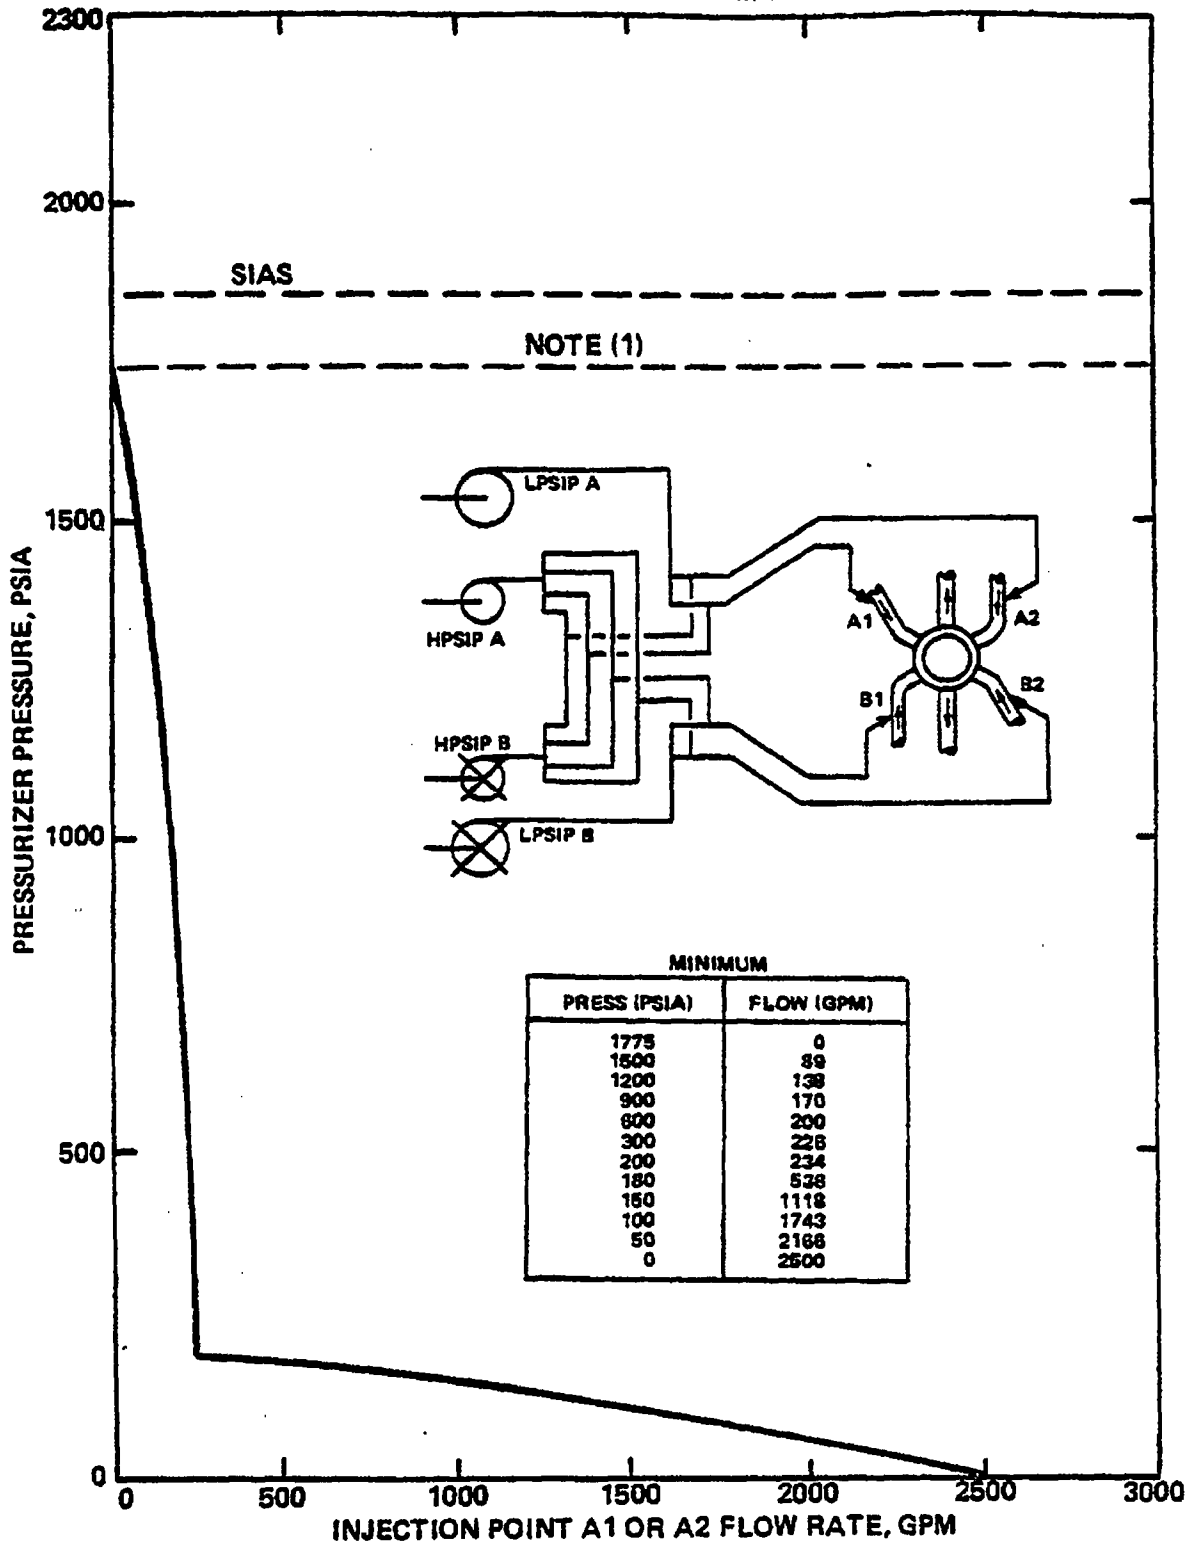 2300
2000
SIAS
NOTE (1)
LPSIP A
1500
HPSIP A
A1
A2
B1
B2
HPSIP B
LPSIP B
1000
PRESSURIZER PRESSURE, PSIA
MINIMUM
PRESS (PSIA) FLOW (GPM)
1775 0
1500 89
1200 138
900 170
600 200
300 228
200 234
180 538
150 1118
100 1743
50 2166
0 2500
500
0
0 500 1000 1500 2000 2500 3000
INJECTION POINT A1 OR A2 FLOW RATE, GPM